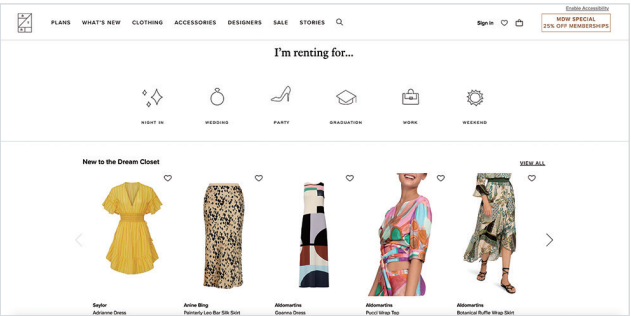 Enable Accessibility
PLANS WHAT'S NEW CLOTHING ACCESSORIES DESIGNERS SALE STORIES
Sign in
MDW SPECIAL
25% OFF MEMBERSHIPS
I'm renting for...
NIGHT IN WEDDING PARTY GRADUATION WORK WEEKEND
New to the Dream Closet VIEW ALL
Saylor Anine Bing Aldomartins Aldomartins Aldomartins
Adrianne Dress Painterly Leo Bar Silk Skirt Goanna Dress Pucci Wrap Top Botanical Ruffle Wrap Skirt